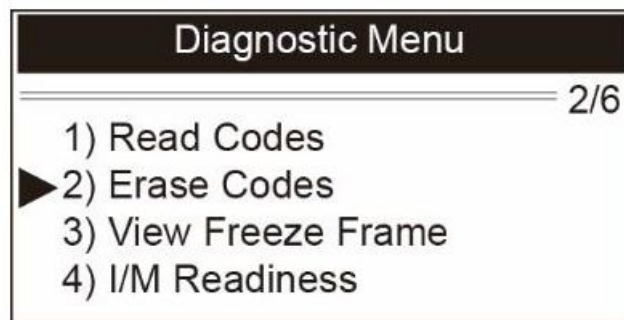 Diagnostic Menu
2/6
1) Read Codes
2) Erase Codes
3) View Freeze Frame
4) I/M Readiness